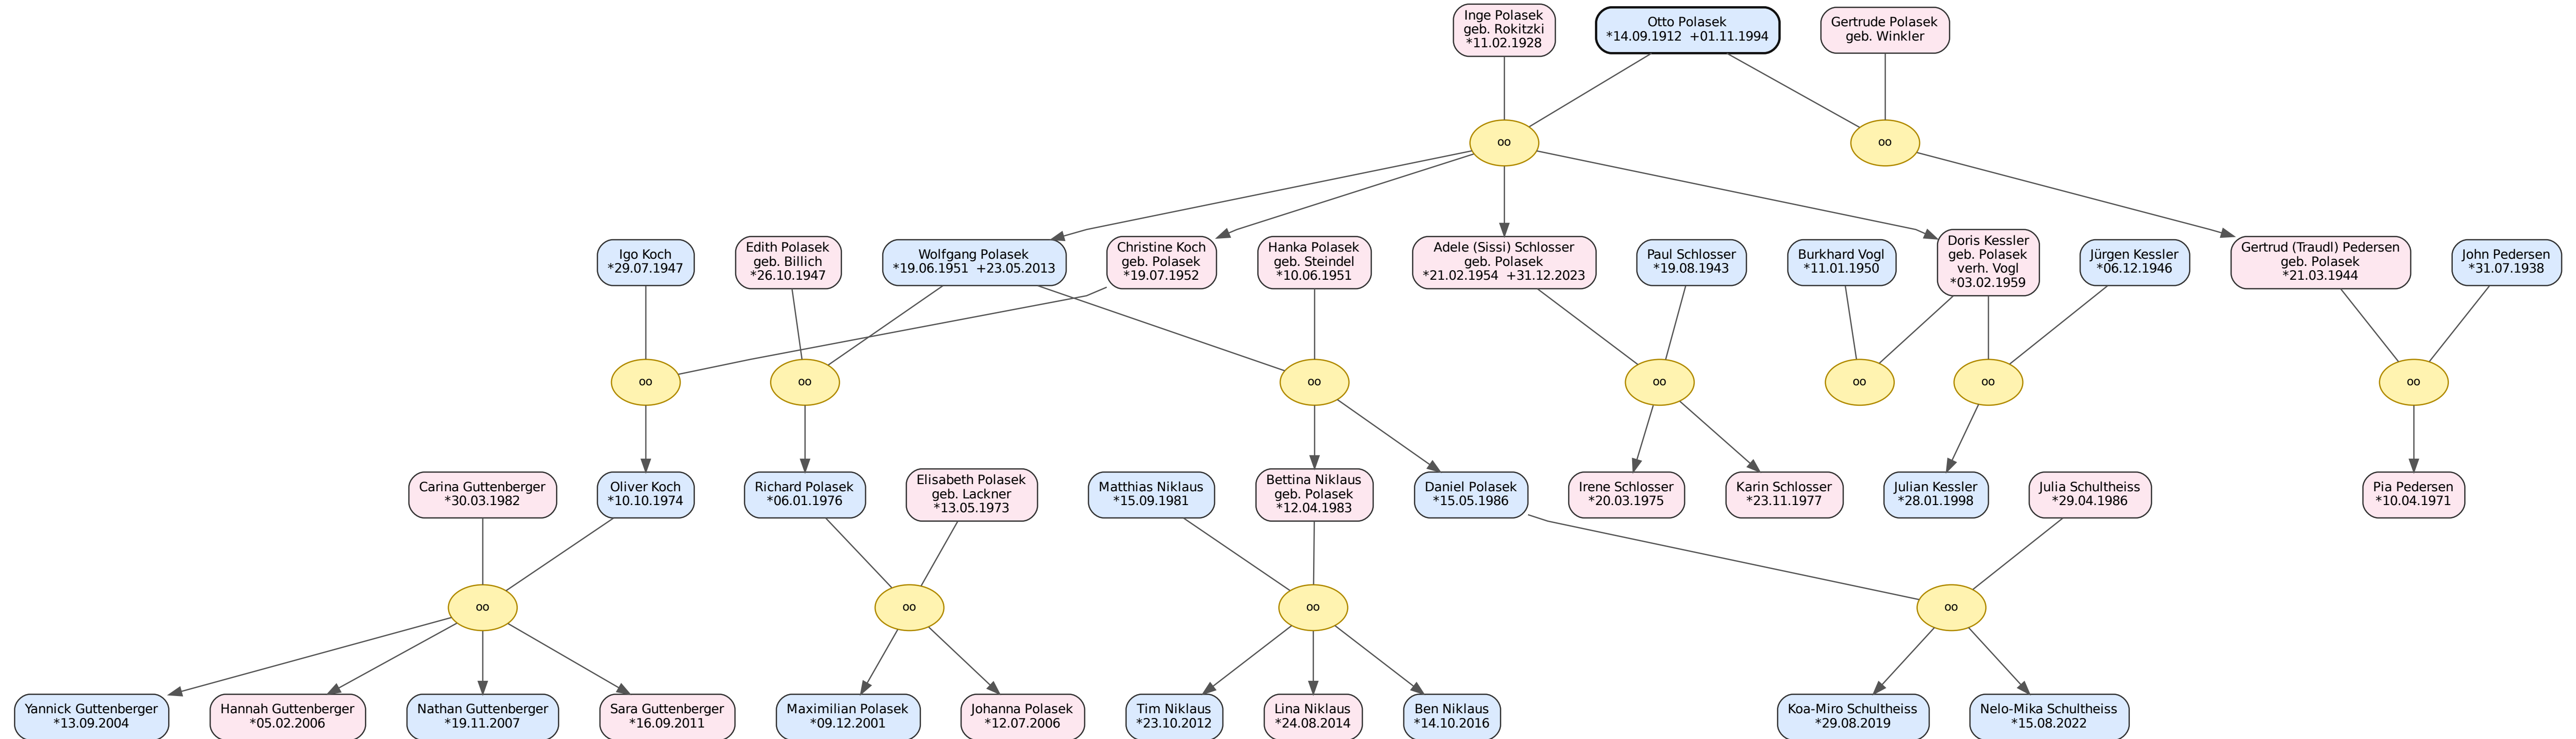 Inge Polasek
geb. Rokitzki
*11.02.1928
Otto Polasek
*14.09.1912  +01.11.1994
Gertrude Polasek
geb. Winkler
oo
oo
Igo Koch
*29.07.1947
Edith Polasek
geb. Billich
*26.10.1947
Wolfgang Polasek
*19.06.1951  +23.05.2013
Christine Koch
geb. Polasek
*19.07.1952
Hanka Polasek
geb. Steindel
*10.06.1951
Adele (Sissi) Schlosser
geb. Polasek
*21.02.1954  +31.12.2023
Paul Schlosser
*19.08.1943
Burkhard Vogl
*11.01.1950
Doris Kessler
geb. Polasek
verh. Vogl
*03.02.1959
Jürgen Kessler
*06.12.1946
Gertrud (Traudl) Pedersen
geb. Polasek
*21.03.1944
John Pedersen
*31.07.1938
oo
oo
oo
oo
oo
oo
oo
Carina Guttenberger
*30.03.1982
Oliver Koch
*10.10.1974
Richard Polasek
*06.01.1976
Elisabeth Polasek
geb. Lackner
*13.05.1973
Matthias Niklaus
*15.09.1981
Bettina Niklaus
geb. Polasek
*12.04.1983
Daniel Polasek
*15.05.1986
Irene Schlosser
*20.03.1975
Karin Schlosser
*23.11.1977
Julian Kessler
*28.01.1998
Julia Schultheiss
*29.04.1986
Pia Pedersen
*10.04.1971
oo
oo
oo
oo
Yannick Guttenberger
*13.09.2004
Hannah Guttenberger
*05.02.2006
Nathan Guttenberger
*19.11.2007
Sara Guttenberger
*16.09.2011
Maximilian Polasek
*09.12.2001
Johanna Polasek
*12.07.2006
Tim Niklaus
*23.10.2012
Lina Niklaus
*24.08.2014
Ben Niklaus
*14.10.2016
Koa-Miro Schultheiss
*29.08.2019
Nelo-Mika Schultheiss
*15.08.2022